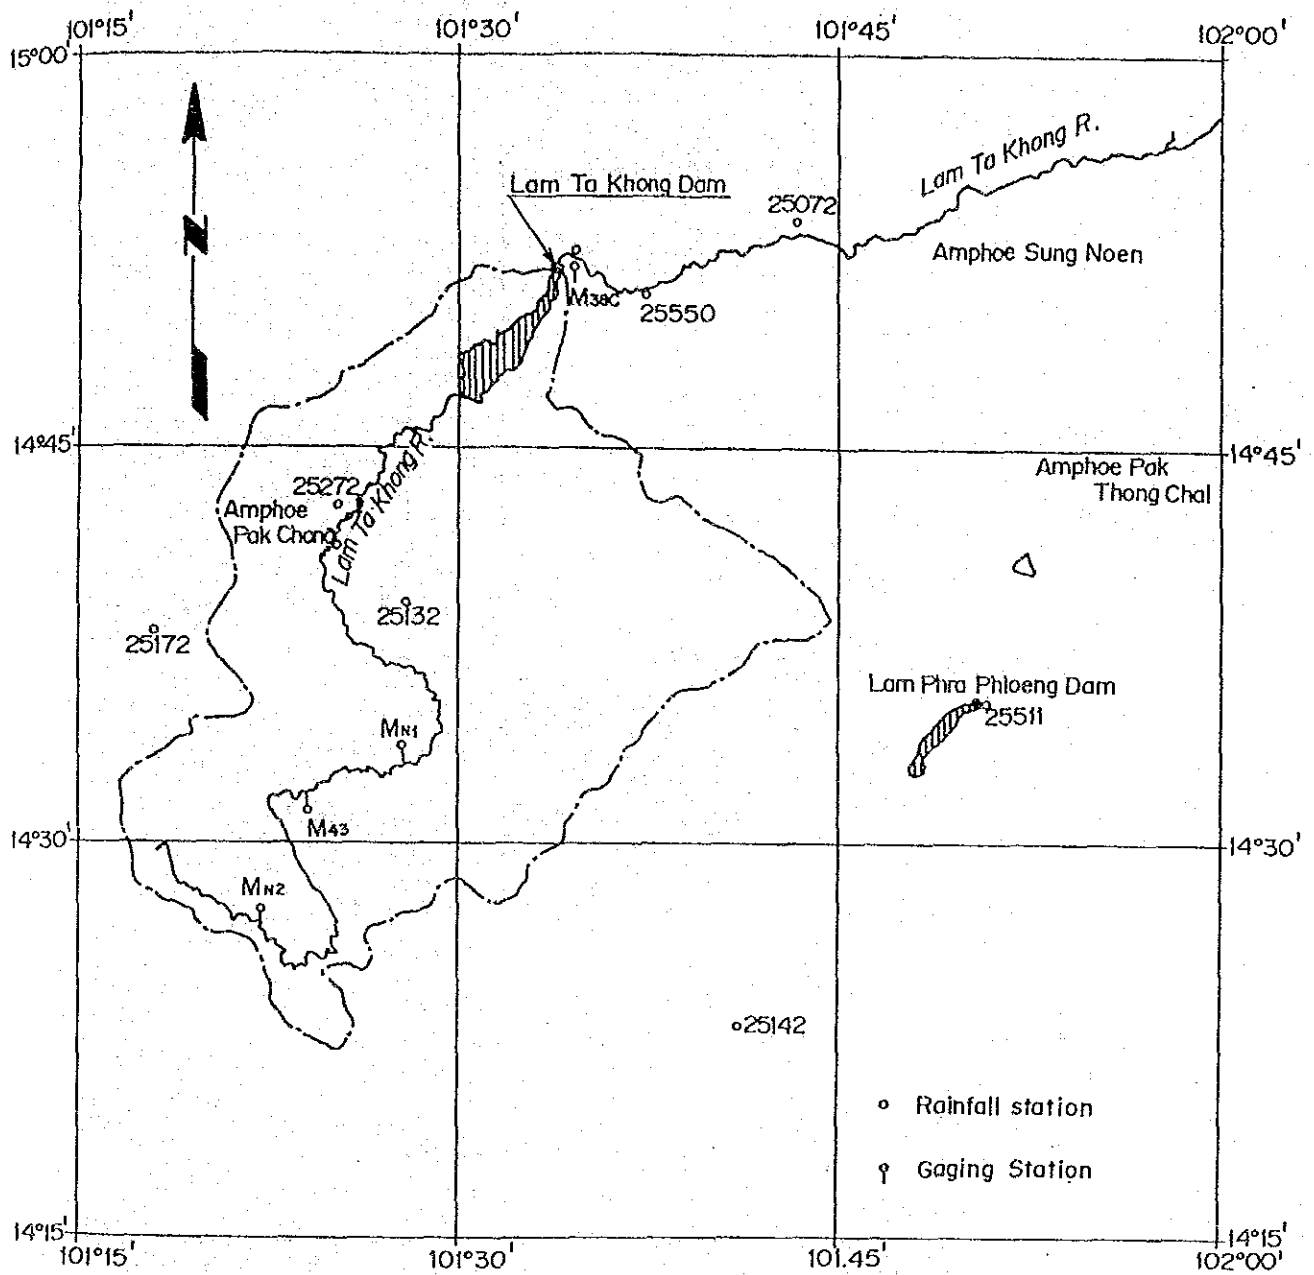 101°15'
101°30'
101°45'
102°00'
15°00'
Lam Ta Khong R.
Lam Ta Khong Dam
25072
N
Amphoe Sung Noen
M38C
25550
14°45'
14°45'
Lam Ta Khong R.
Amphoe Pak
Thong Chai
25272
Amphoe
Pak Chong
25132
25172
Lam Phra Phloeng Dam
25511
MN1
M43
14°30'
14°30'
MN2
25142
Rainfall station
Gaging Station
14°15'
14°15'
101°15'
101°30'
101.45'
102°00'